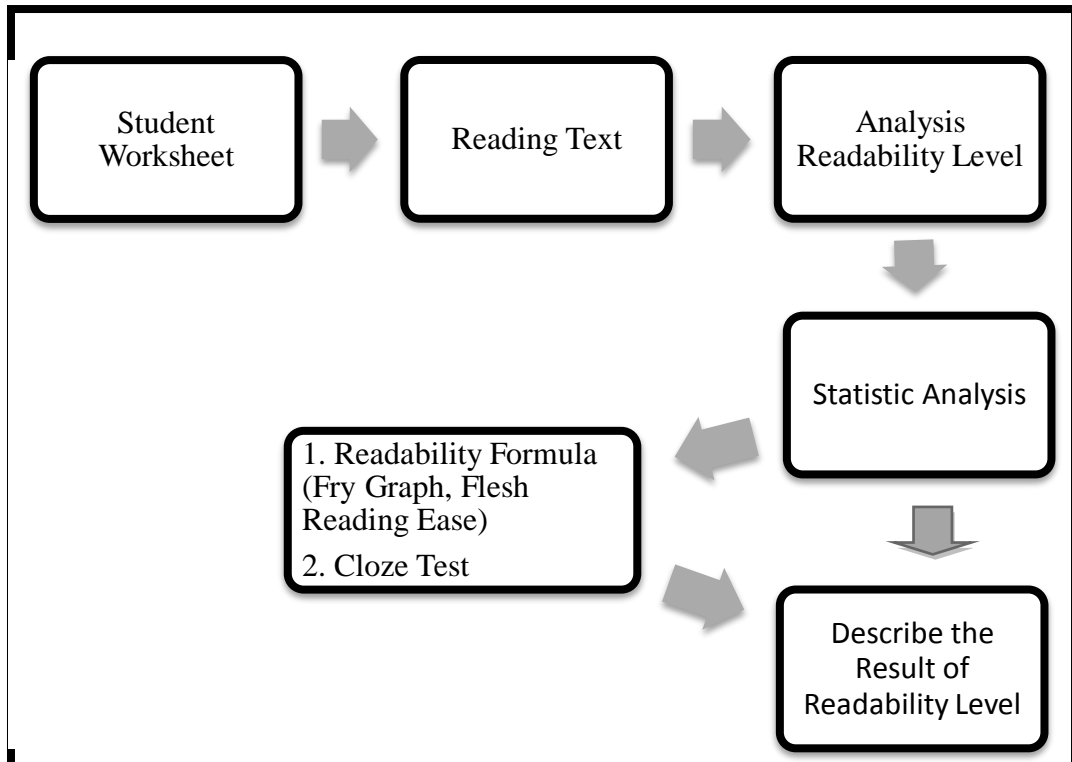 Student
Worksheet
Reading Text
Analysis
Readability Level
Statistic Analysis
1. Readability Formula
(Fry Graph, Flesh
Reading Ease)
2. Cloze Test
Describe the
Result of
Readability Level